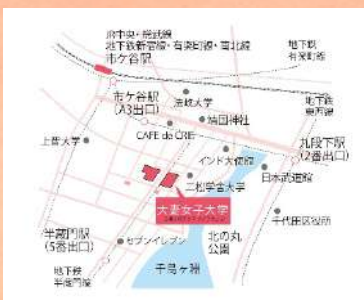 JR中央・総武線
地下鉄新宿線・有楽町線・南北線
市ケ谷駅
地下鉄
有楽町線
市ケ谷駅
(A3出口)
法政大学
地下鉄
東西線
靖国神社
CAFE de CRIE
上智大学
九段下駅
(2番出口)
インド大使館
日本武道館
二松学舎大学
大妻女子大学
千代田区役所
半蔵門駅
(5番出口)
セブンイレブン
北の丸
公園
千鳥ヶ淵
地下鉄
半蔵門線